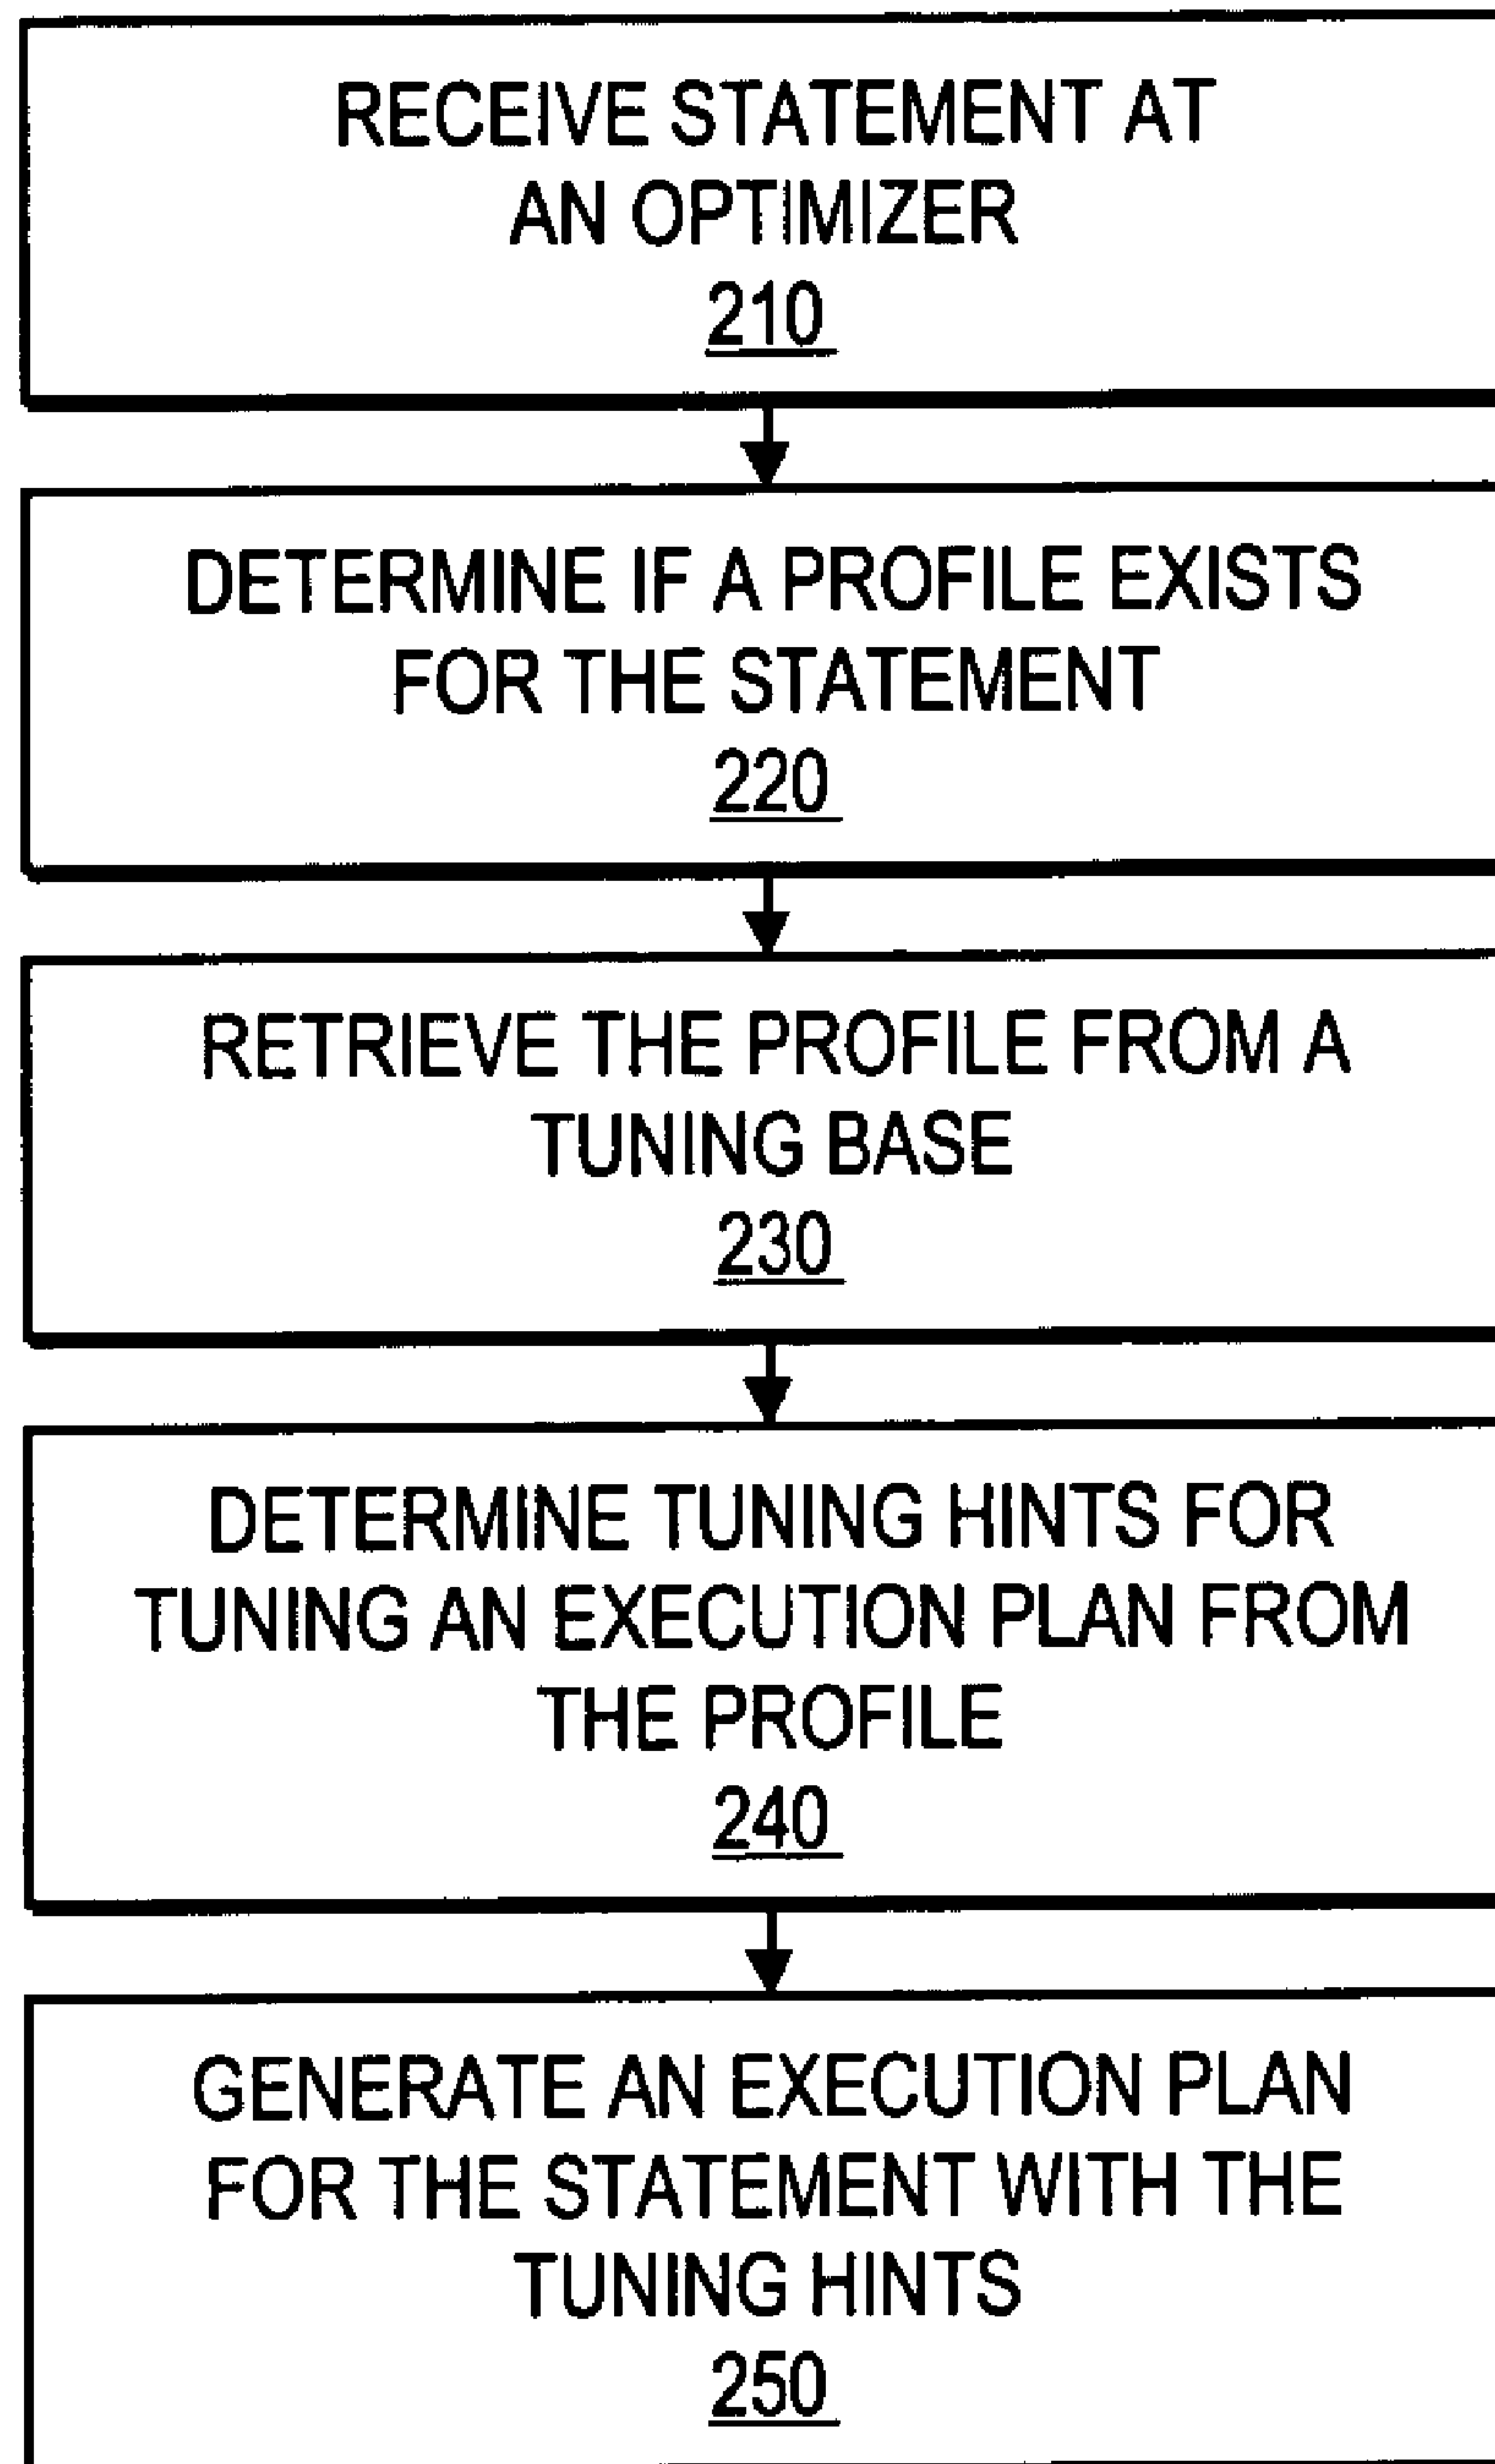 RECEIVE STATEMENT AT
AN OPTIMIZER
210
DETERMINE IF A PROFILE EXISTS
FOR THE STATEMENT
220
RETRIEVE THE PROFILE FROM A
TUNING BASE
230
DETERMINE TUNING HINTS FOR
TUNING AN EXECUTION PLAN FROM
THE PROFILE
240
GENERATE AN EXECUTION PLAN
FOR THE STATEMENT WITH THE
TUNING HINTS
250